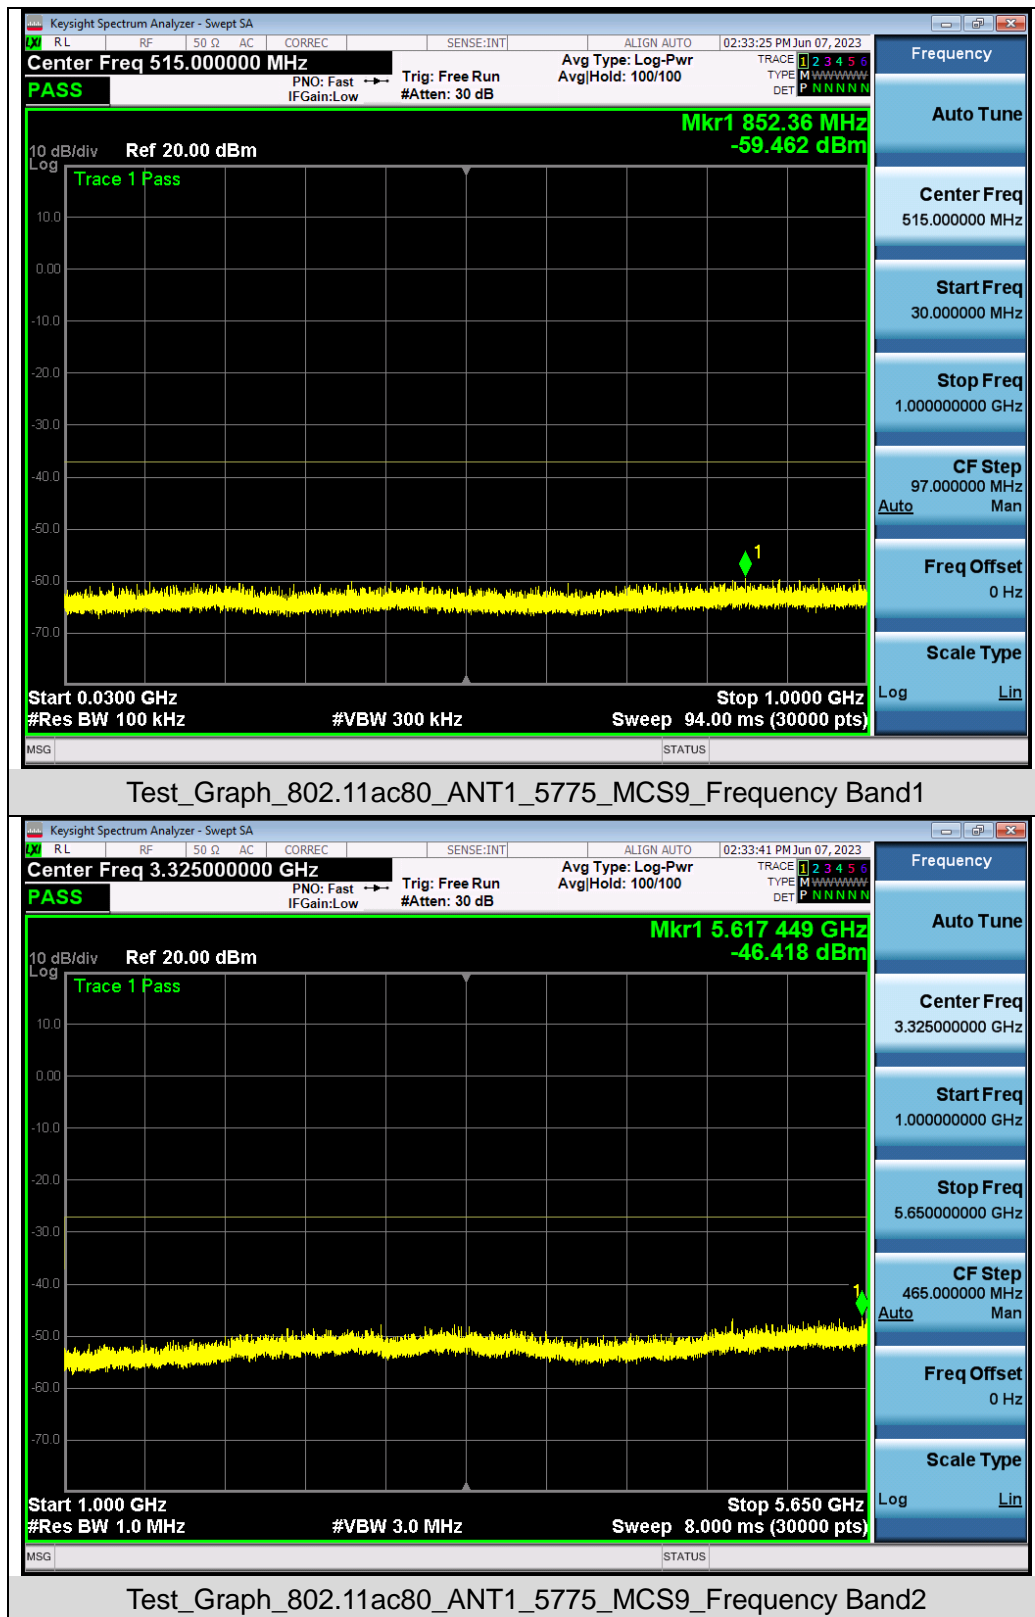 Keysight Spectrum Analyzer - Swept SA
LXI RL RF 50 Ω AC CORREC SENSE:INT ALIGN AUTO 02:33:25 PM Jun 07, 2023
Center Freq 515.000000 MHz
PASS
PNO: Fast
IFGain:Low
Trig: Free Run
#Atten: 30 dB
Avg Type: Log-Pwr
Avg|Hold: 100/100
TRACE 1 2 3 4 5 6
TYPE M WWWWW
DET P N N N N N
Mkr1 852.36 MHz
-59.462 dBm
10 dB/div Ref 20.00 dBm
Log
Trace 1 Pass
10.0
0.00
-10.0
-20.0
-30.0
-40.0
-50.0
1
-60.0
-70.0
Start 0.0300 GHz Stop 1.0000 GHz
#Res BW 100 kHz #VBW 300 kHz Sweep 94.00 ms (30000 pts)
MSG STATUS
Frequency
Auto Tune
Center Freq
515.000000 MHz
Start Freq
30.000000 MHz
Stop Freq
1.000000000 GHz
CF Step
97.000000 MHz
Auto Man
Freq Offset
0 Hz
Scale Type
Log Lin
Test_Graph_802.11ac80_ANT1_5775_MCS9_Frequency Band1
Keysight Spectrum Analyzer - Swept SA
LXI RL RF 50 Ω AC CORREC SENSE:INT ALIGN AUTO 02:33:41 PM Jun 07, 2023
Center Freq 3.325000000 GHz
PASS
PNO: Fast
IFGain:Low
Trig: Free Run
#Atten: 30 dB
Avg Type: Log-Pwr
Avg|Hold: 100/100
TRACE 1 2 3 4 5 6
TYPE M WWWWW
DET P N N N N N
Mkr1 5.617 449 GHz
-46.418 dBm
10 dB/div Ref 20.00 dBm
Log
Trace 1 Pass
10.0
0.00
-10.0
-20.0
-30.0
-40.0
1
-50.0
-60.0
-70.0
Start 1.000 GHz Stop 5.650 GHz
#Res BW 1.0 MHz #VBW 3.0 MHz Sweep 8.000 ms (30000 pts)
MSG STATUS
Frequency
Auto Tune
Center Freq
3.325000000 GHz
Start Freq
1.000000000 GHz
Stop Freq
5.650000000 GHz
CF Step
465.000000 MHz
Auto Man
Freq Offset
0 Hz
Scale Type
Log Lin
Test_Graph_802.11ac80_ANT1_5775_MCS9_Frequency Band2